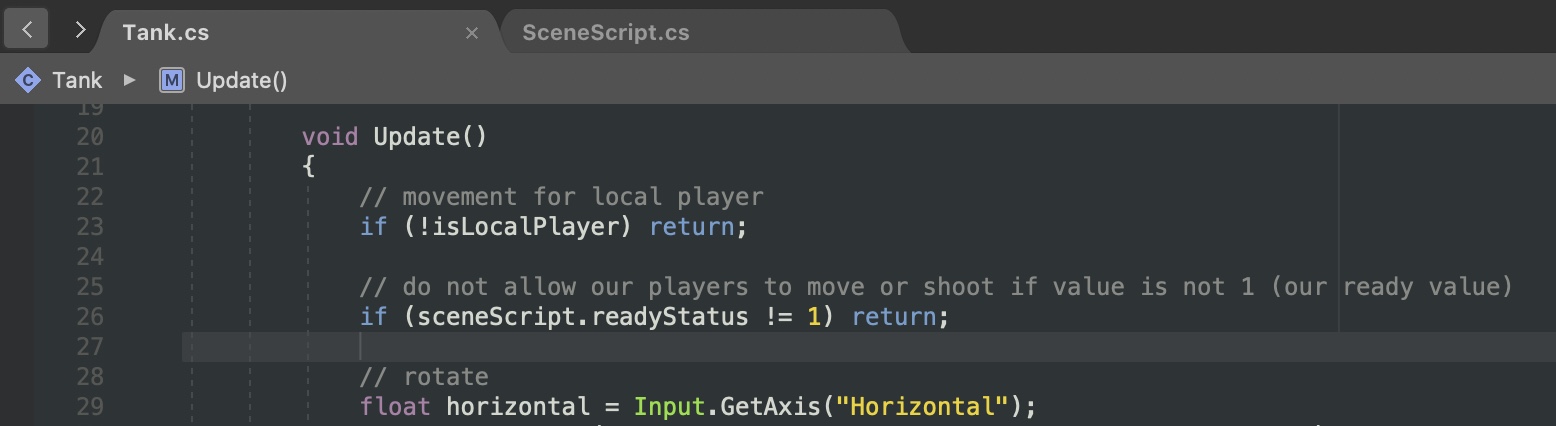 Tank.cs × SceneScript.cs
C Tank ▶ M Update()
19
20 void Update()
21 {
22 // movement for local player
23 if (!isLocalPlayer) return;
24
25 // do not allow our players to move or shoot if value is not 1 (our ready value)
26 if (sceneScript.readyStatus != 1) return;
27
28 // rotate
29 float horizontal = Input.GetAxis("Horizontal");